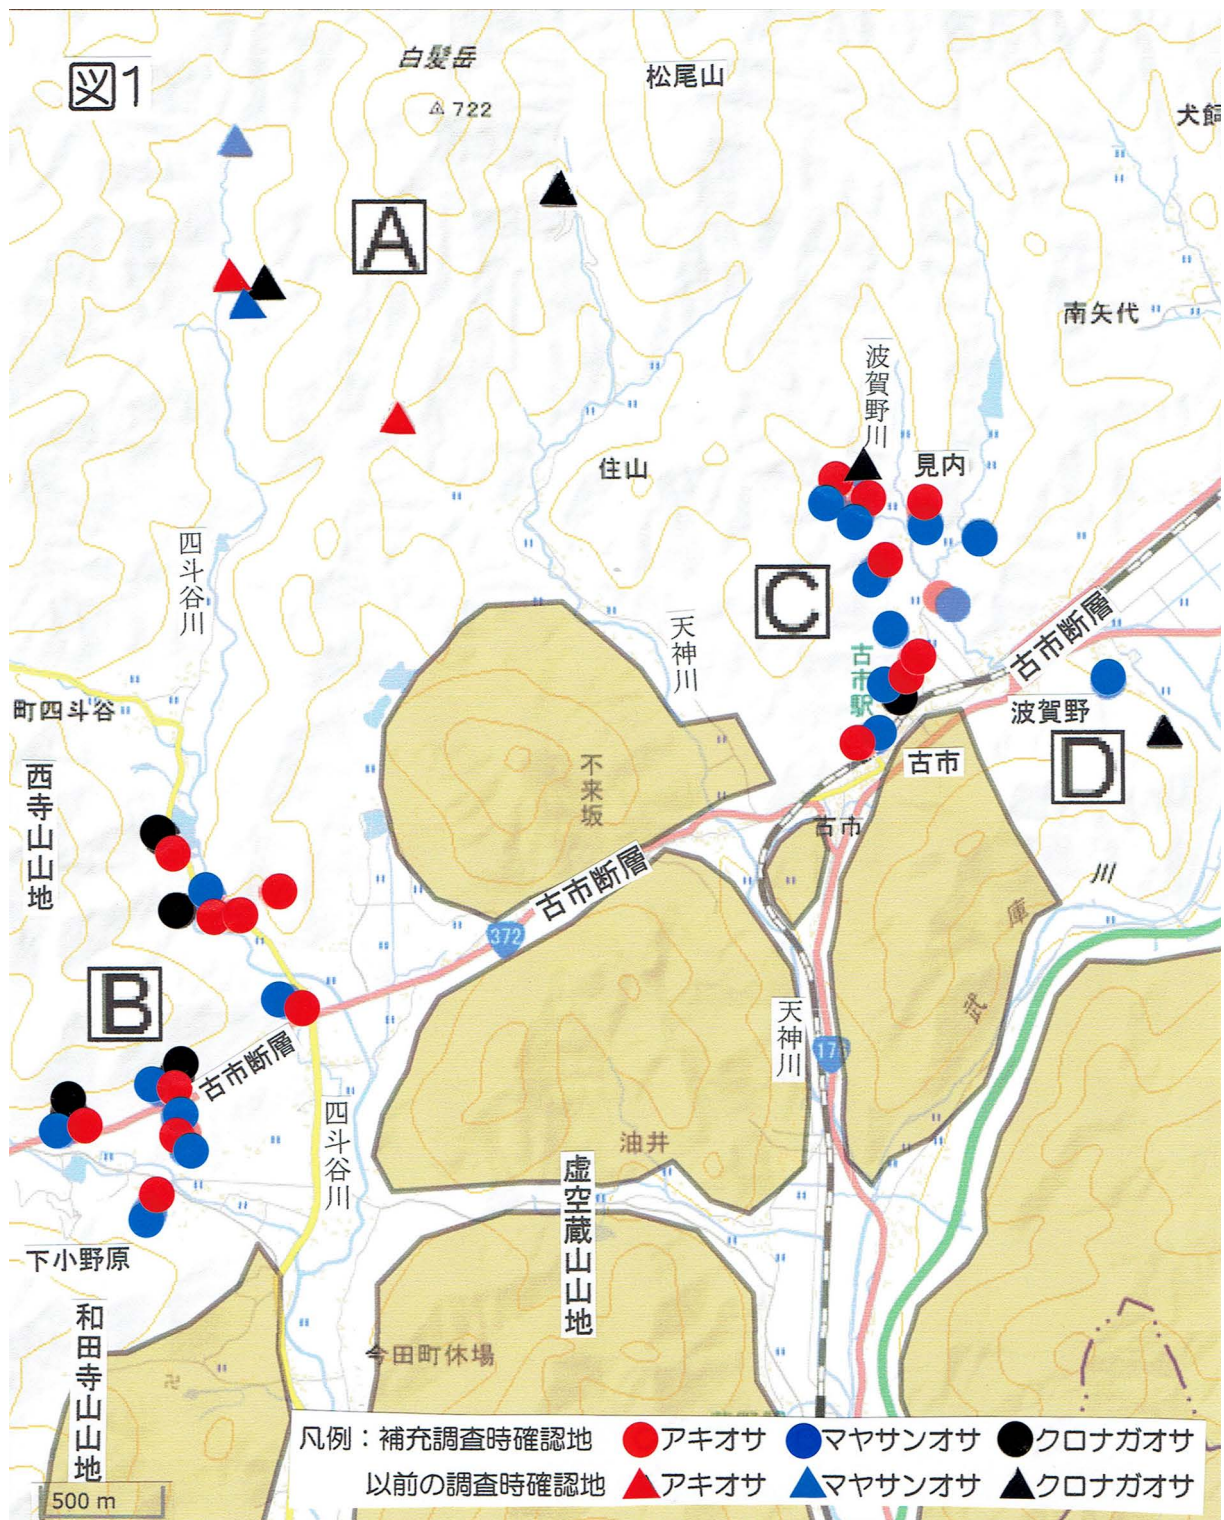 図1
白髪岳
722
松尾山
犬飼
A
南矢代
波賀野川
見内
住山
四斗谷川
C
天神川
古市断層
古市駅
町四斗谷
波賀野
D
西寺山山地
不来坂
古市
古市
古市断層
川
庫
武
372
B
天神川
古市断層
四斗谷川
油井
虚空蔵山山地
下小野原
和田寺山山地
今田町休場
凡例：補充調査時確認地 アキオサ マヤサンオサ クロナガオサ
以前の調査時確認地 アキオサ マヤサンオサ クロナガオサ
500 m